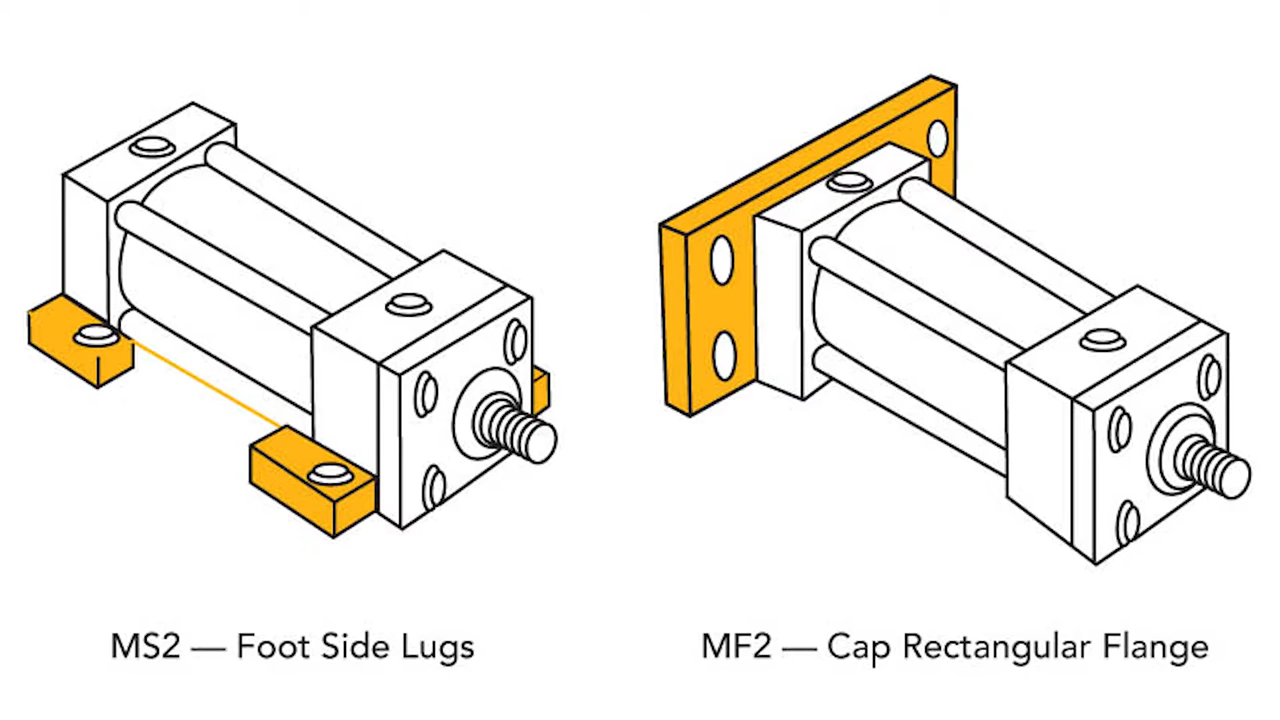 MS2 — Foot Side Lugs
MF2 — Cap Rectangular Flange